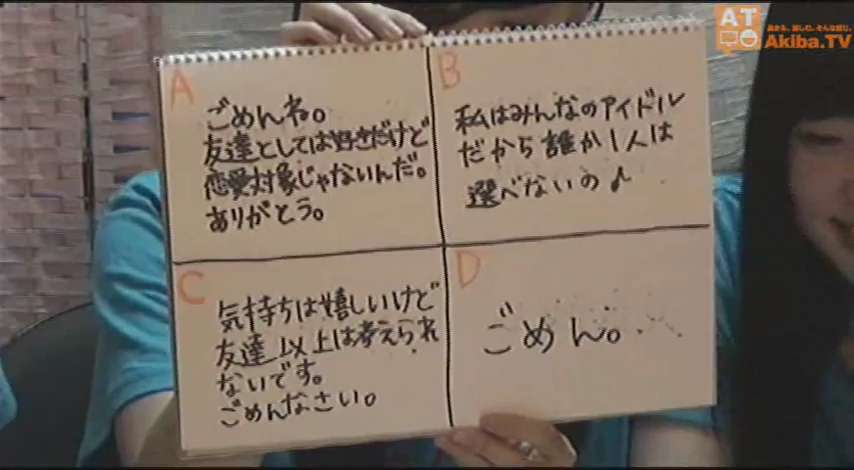 A
ごめんね。
友達としては好きだけど
恋愛対象じゃないんだ。
ありがとう。
B
私はみんなのアイドル
だから誰か1人は
選べないの♪
C
気持ちは嬉しいけど
友達以上は考えられ
ないです。
ごめんなさい。
D
ごめん。
AT
Akiba.TV